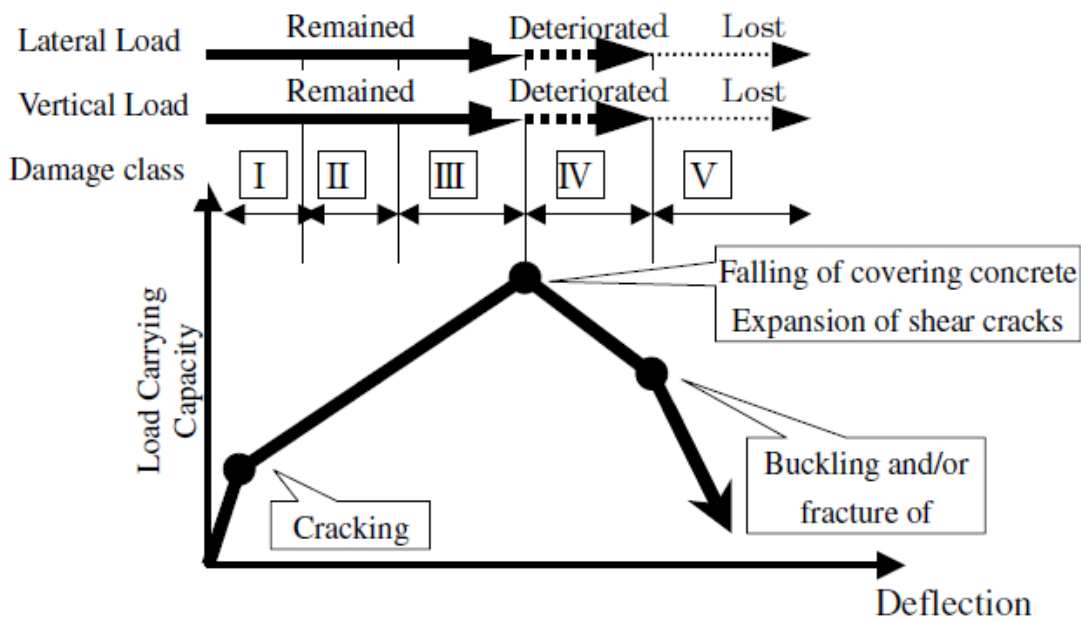 Lateral Load
Remained
Deteriorated
Lost
Vertical Load
Remained
Deteriorated
Lost
Damage class
I
II
III
IV
V
Load Carrying
Capacity
Falling of covering concrete
Expansion of shear cracks
Buckling and/or
fracture of
Cracking
Deflection